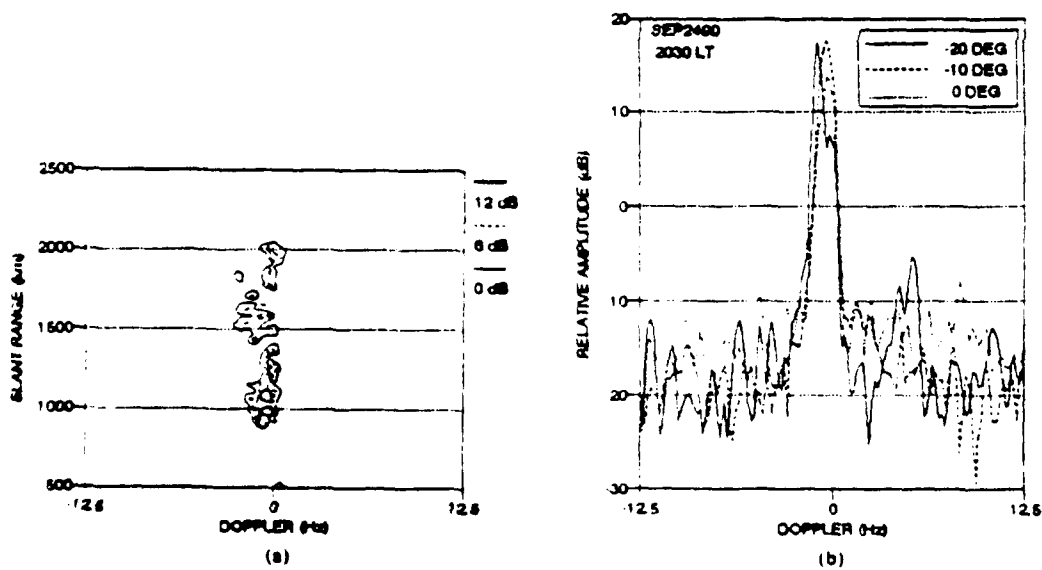 2500
2000
1500
1000
500
SLANT RANGE (km)
-12.5
0
12.5
DOPPLER (Hz)
12 dB
6 dB
0 dB
(a)
SEP2490
2030 LT
-20 DEG
-10 DEG
0 DEG
20
10
0
10
20
-30
RELATIVE AMPLITUDE (dB)
-12.5
0
12.5
DOPPLER (Hz)
(b)